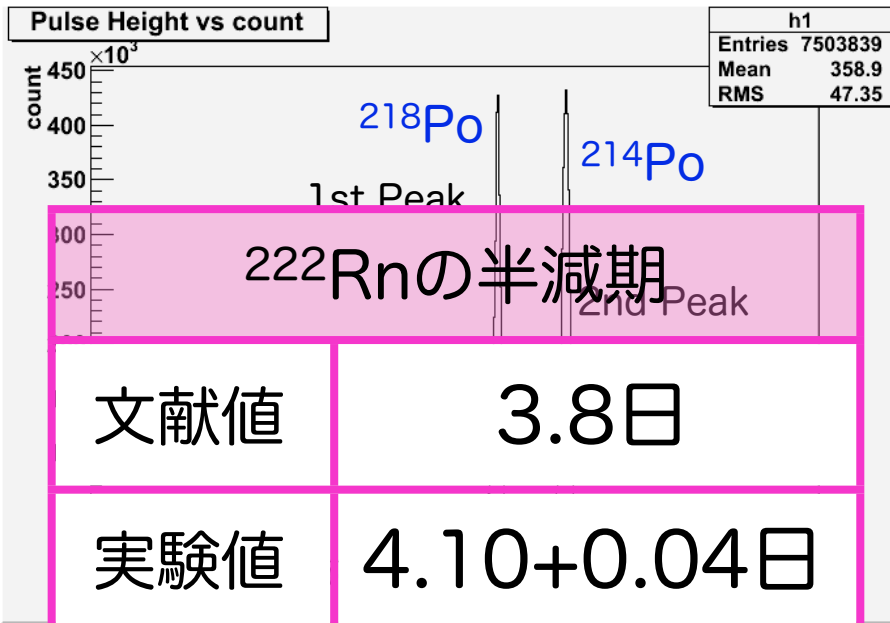 Pulse Height vs count
h1
Entries 7503839
Mean 358.9
RMS 47.35
×10³
count
450
400
350
300
250
²¹⁸Po
²¹⁴Po
1st Peak
2nd Peak
²²²Rnの半減期
文献値 3.8日
実験値 4.10+0.04日